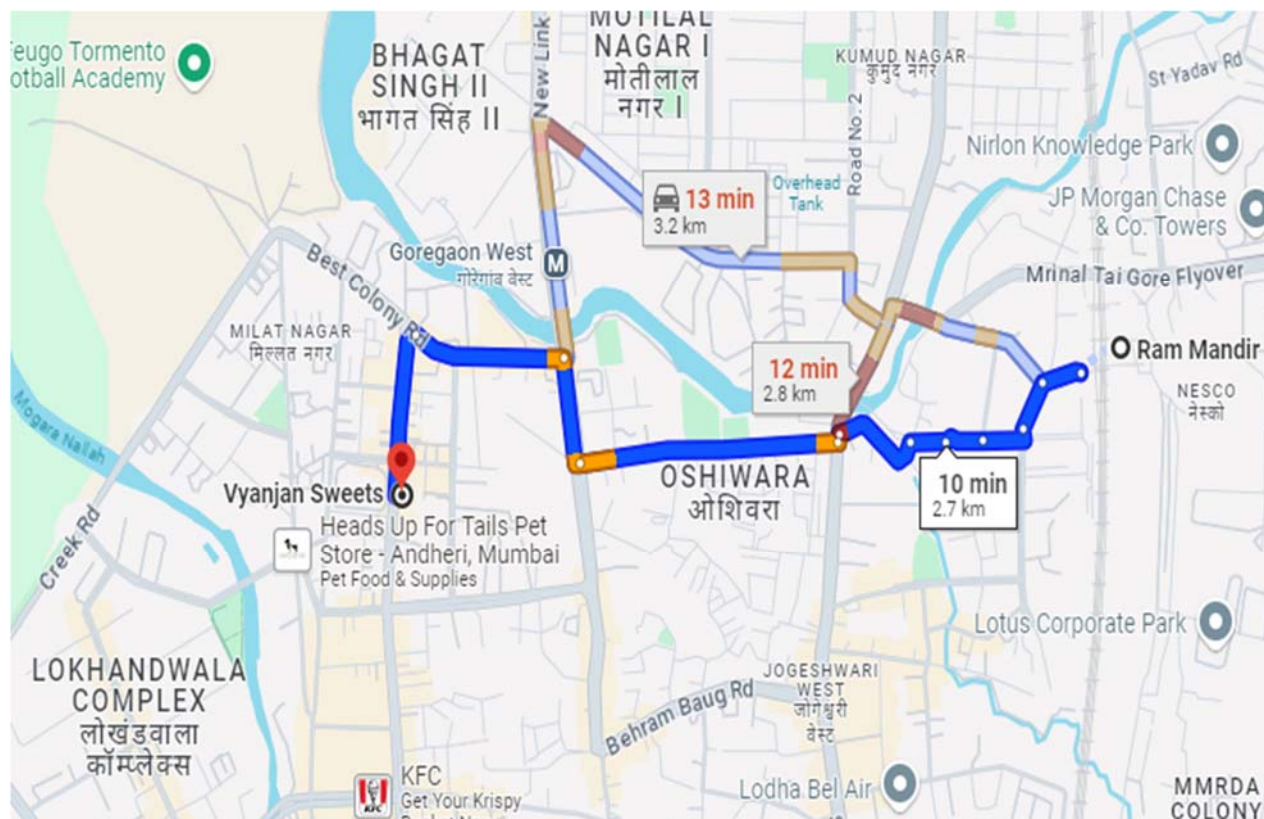 MOTILAL
NAGAR I
मोतीलाल
नगर I
BHAGAT
SINGH II
भागत सिंह II
New Link
KUMUD NAGAR
कुमुद नगर
St Yadav Rd
Feugo Tormento
ootball Academy
Road No. 2
Nirlon Knowledge Park
Overhead
Tank
JP Morgan Chase
& Co. Towers
13 min
3.2 km
Best Colony Rd
Goregaon West
गोरेगांव वेस्ट
M
Mrinal Tai Gore Flyover
MILAT NAGAR
मिल्लत नगर
Ram Mandir
12 min
2.8 km
NESCO
नेस्को
Mogara Nallah
OSHIWARA
ओशिवरा
10 min
2.7 km
Vyanjan Sweets
Heads Up For Tails Pet
Store - Andheri, Mumbai
Pet Food & Supplies
Creek Rd
Lotus Corporate Park
LOKHANDWALA
COMPLEX
लोखंडवाला
कॉम्प्लेक्स
JOGESHWARI
WEST
जोगेश्वरी
वेस्ट
Behram Baug Rd
KFC
Get Your Krispy
Lodha Bel Air
MMRDA
COLONY